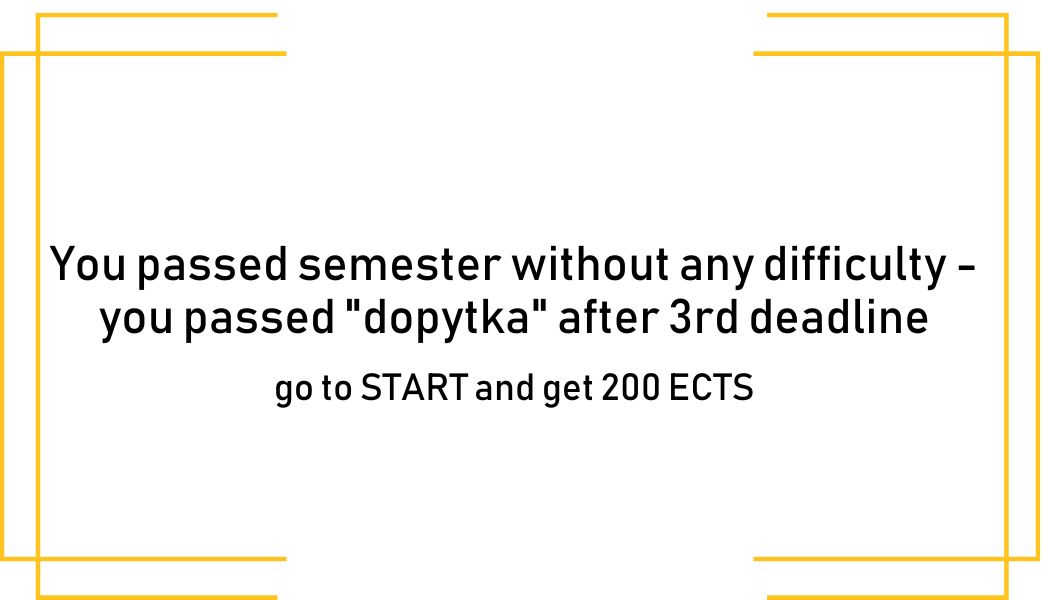 You passed semester without any difficulty -
you passed "dopytka" after 3rd deadline
go to START and get 200 ECTS